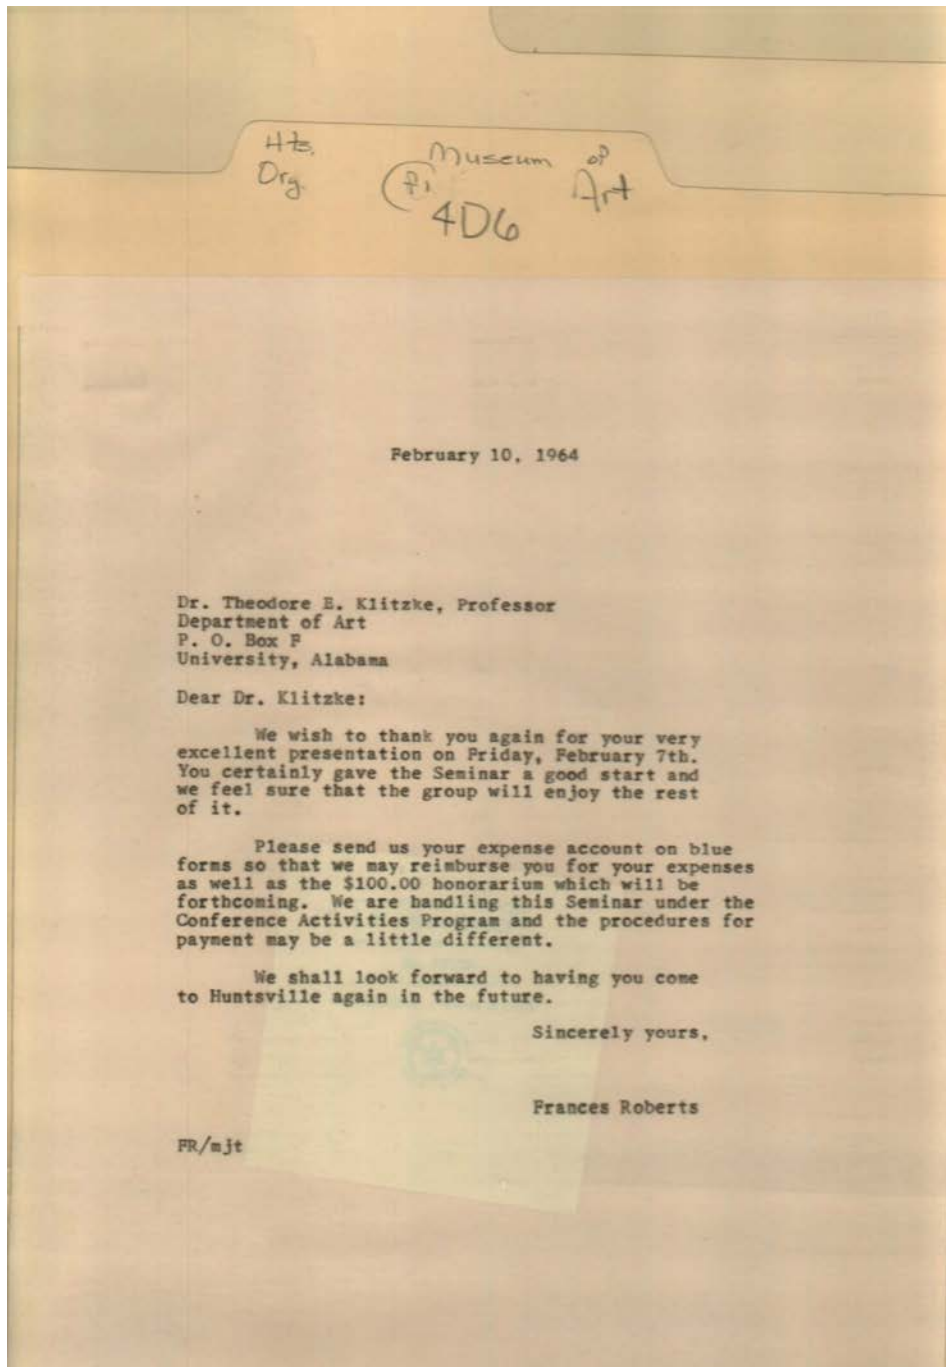 Hts. Museum of
Org. Art
4D6
February 10, 1964
Dr. Theodore E. Klitzke, Professor
Department of Art
P. O. Box F
University, Alabama
Dear Dr. Klitzke:
We wish to thank you again for your very
excellent presentation on Friday, February 7th.
You certainly gave the Seminar a good start and
we feel sure that the group will enjoy the rest
of it.
Please send us your expense account on blue
forms so that we may reimburse you for your expenses
as well as the $100.00 honorarium which will be
forthcoming. We are handling this Seminar under the
Conference Activities Program and the procedures for
payment may be a little different.
We shall look forward to having you come
to Huntsville again in the future.
Sincerely yours,
Frances Roberts
FR/mjt